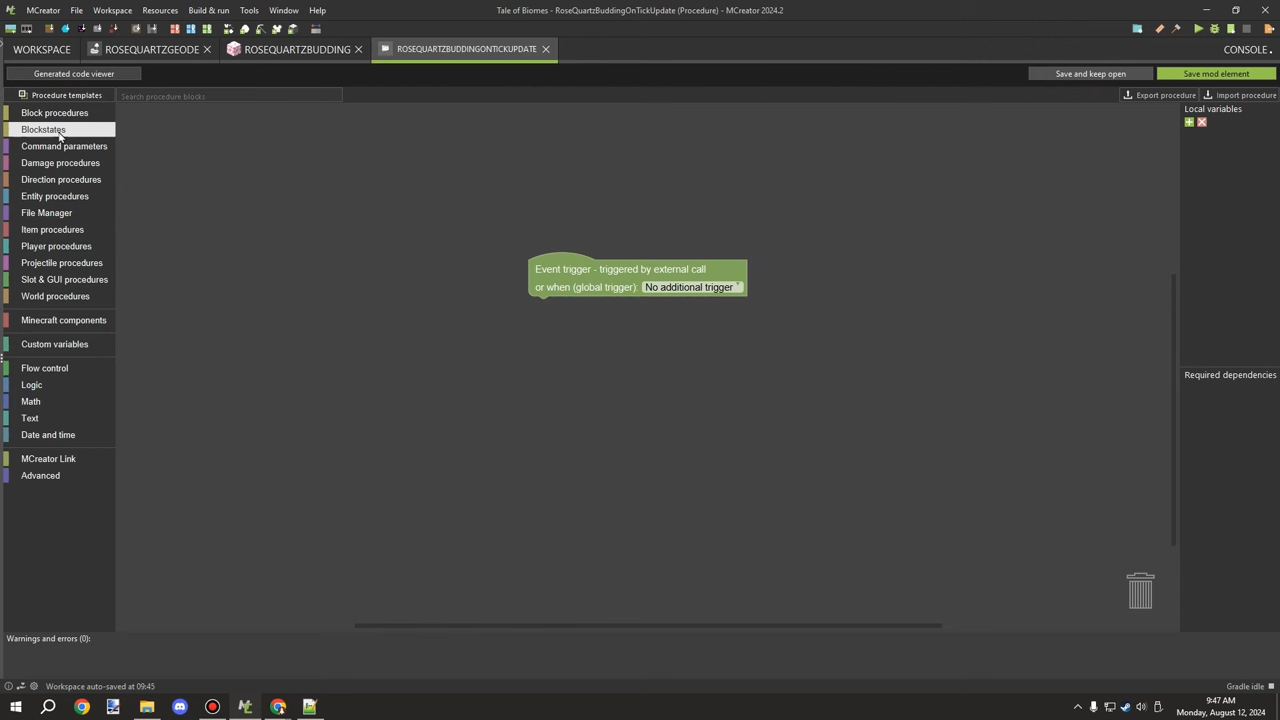 MCreator File Workspace Resources Build & run Tools Window Help Tale of Biomes - RoseQuartzBuddingOnTickUpdate (Procedure) - MCreator 2024.2
WORKSPACE ROSEQUARTZGEODE ROSEQUARTZBUDDING ROSEQUARTZBUDDINGONTICKUPDATE CONSOLE
Generated code viewer Save and keep open Save mod element
Procedure templates Search procedure blocks Export procedure Import procedure
Block procedures Local variables
Blockstates
Command parameters
Damage procedures
Direction procedures
Entity procedures
File Manager
Item procedures
Player procedures
Projectile procedures
Slot & GUI procedures
World procedures
Minecraft components
Custom variables
Flow control
Logic
Math
Text
Date and time
MCreator Link
Advanced
Event trigger - triggered by external call
or when (global trigger): No additional trigger
Required dependencies
Warnings and errors (0):
Workspace auto-saved at 09:45 Gradle idle
9:47 AM
Monday, August 12, 2024